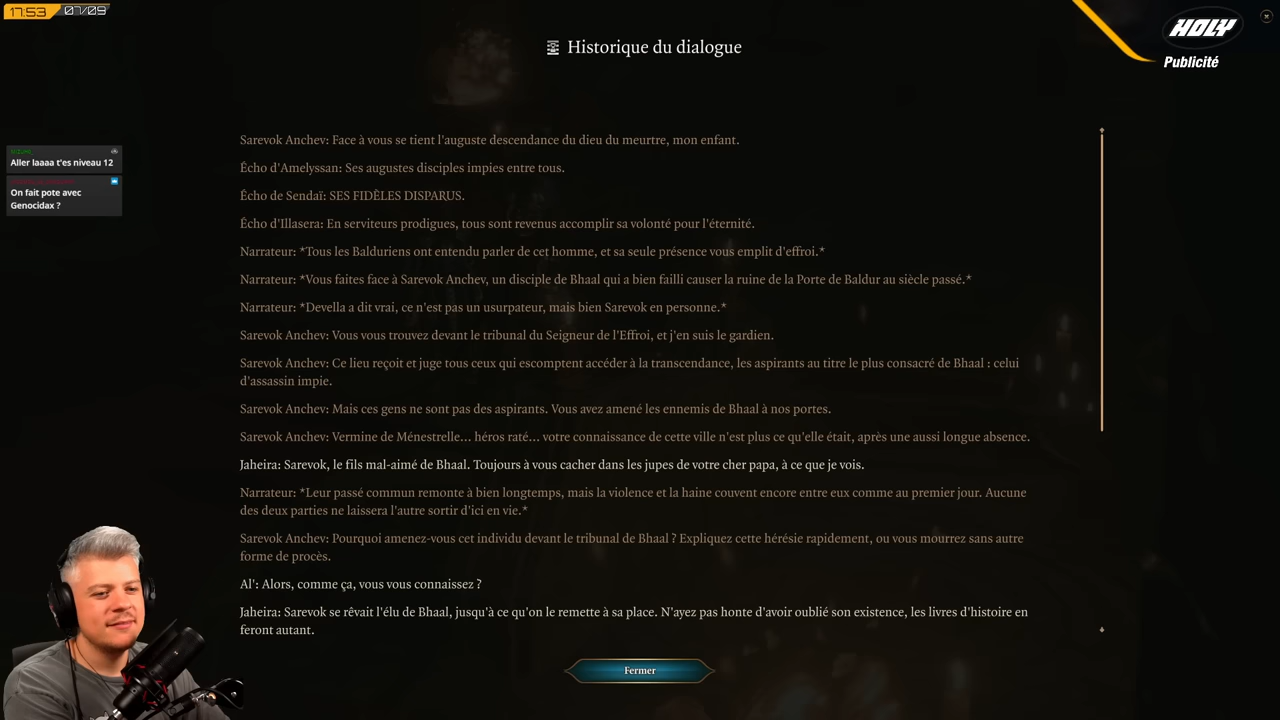 17:53 07/09
HOLY
Publicité
Historique du dialogue
Aller laaaa t'es niveau 12
On fait pote avec
Genocidax ?
Sarevok Anchev: Face à vous se tient l'auguste descendance du dieu du meurtre, mon enfant.
Écho d'Amelyssan: Ses augustes disciples impies entre tous.
Écho de Sendaï: SES FIDÈLES DISPARUS.
Écho d'Illasera: En serviteurs prodigues, tous sont revenus accomplir sa volonté pour l'éternité.
Narrateur: *Tous les Balduriens ont entendu parler de cet homme, et sa seule présence vous emplit d'effroi.*
Narrateur: *Vous faites face à Sarevok Anchev, un disciple de Bhaal qui a bien failli causer la ruine de la Porte de Baldur au siècle passé.*
Narrateur: *Devella a dit vrai, ce n'est pas un usurpateur, mais bien Sarevok en personne.*
Sarevok Anchev: Vous vous trouvez devant le tribunal du Seigneur de l'Effroi, et j'en suis le gardien.
Sarevok Anchev: Ce lieu reçoit et juge tous ceux qui escomptent accéder à la transcendance, les aspirants au titre le plus consacré de Bhaal : celui
d'assassin impie.
Sarevok Anchev: Mais ces gens ne sont pas des aspirants. Vous avez amené les ennemis de Bhaal à nos portes.
Sarevok Anchev: Vermine de Ménestrelle... héros raté... votre connaissance de cette ville n'est plus ce qu'elle était, après une aussi longue absence.
Jaheira: Sarevok, le fils mal-aimé de Bhaal. Toujours à vous cacher dans les jupes de votre cher papa, à ce que je vois.
Narrateur: *Leur passé commun remonte à bien longtemps, mais la violence et la haine couvent encore entre eux comme au premier jour. Aucune
des deux parties ne laissera l'autre sortir d'ici en vie.*
Sarevok Anchev: Pourquoi amenez-vous cet individu devant le tribunal de Bhaal ? Expliquez cette hérésie rapidement, ou vous mourrez sans autre
forme de procès.
Al': Alors, comme ça, vous vous connaissez ?
Jaheira: Sarevok se rêvait l'élu de Bhaal, jusqu'à ce qu'on le remette à sa place. N'ayez pas honte d'avoir oublié son existence, les livres d'histoire en
feront autant.
Fermer